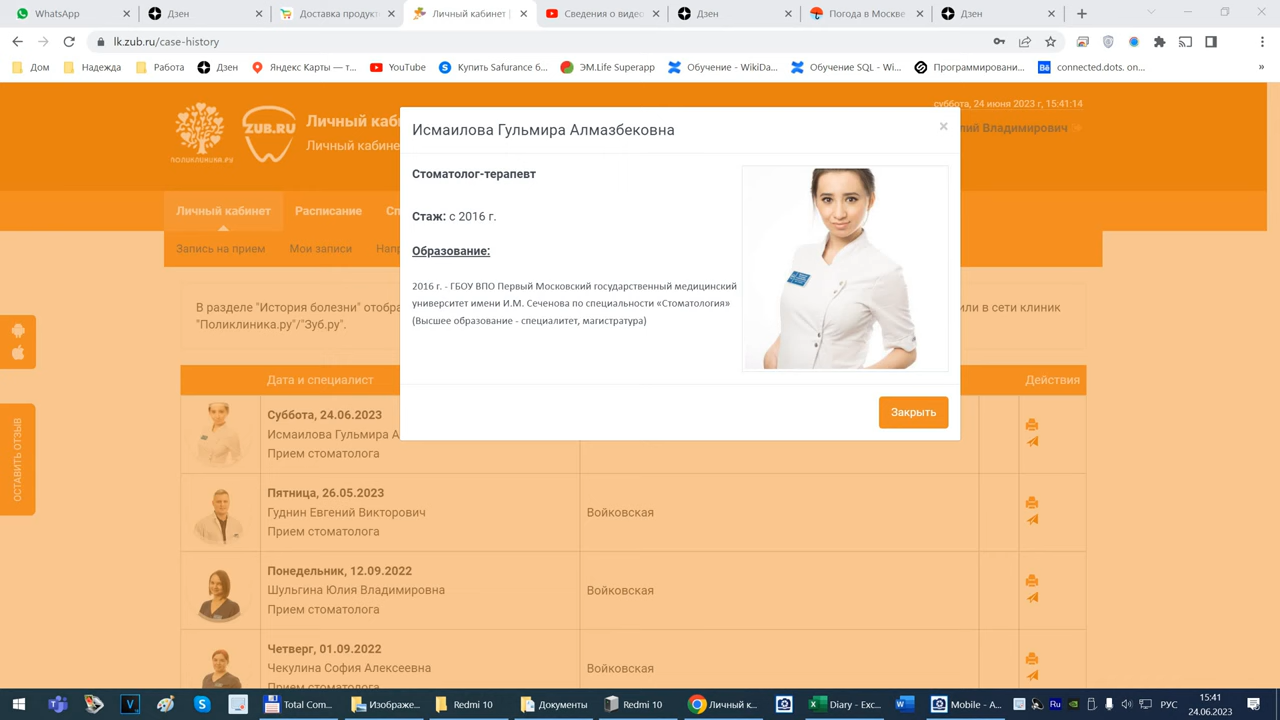 WhatsApp
Дзен
Доставка продукт
Личный кабинет |
Сведения о видео
Дзен
Погода в Москве
Дзен
lk.zub.ru/case-history
Дом
Надежда
Работа
Дзен
Яндекс Карты — т...
YouTube
Купить Safurance б...
ЭМ.Life Superapp
Обучение - WikiDa...
Обучение SQL - Wi...
Программировани...
connected.dots. on...
»
суббота, 24 июня 2023 г, 15:41:14
ПОЛИКЛИНИКА.РУ
ZUB.RU
Личный каб
Личный кабине
лий Владимирович
Исмаилова Гульмира Алмазбековна
×
Стоматолог-терапевт
Стаж: с 2016 г.
Образование:
2016 г. - ГБОУ ВПО Первый Московский государственный медицинский
университет имени И.М. Сеченова по специальности «Стоматология»
(Высшее образование - специалитет, магистратура)
Закрыть
Личный кабинет
Расписание
Сп
Запись на прием
Мои записи
Напр
В разделе "История болезни" отобра
или в сети клиник
"Поликлиника.ру"/"Зуб.ру".
ОСТАВИТЬ ОТЗЫВ
Дата и специалист
Действия
Суббота, 24.06.2023
Исмаилова Гульмира А
Прием стоматолога
Пятница, 26.05.2023
Гуднин Евгений Викторович
Прием стоматолога
Войковская
Понедельник, 12.09.2022
Шульгина Юлия Владимировна
Прием стоматолога
Войковская
Четверг, 01.09.2022
Чекулина София Алексеевна
Прием стоматолога
Войковская
Total Com...
Изображе...
Redmi 10
Документы
Redmi 10
Личный к...
Diary - Exc...
Mobile - A...
Ru
РУС
15:41
24.06.2023